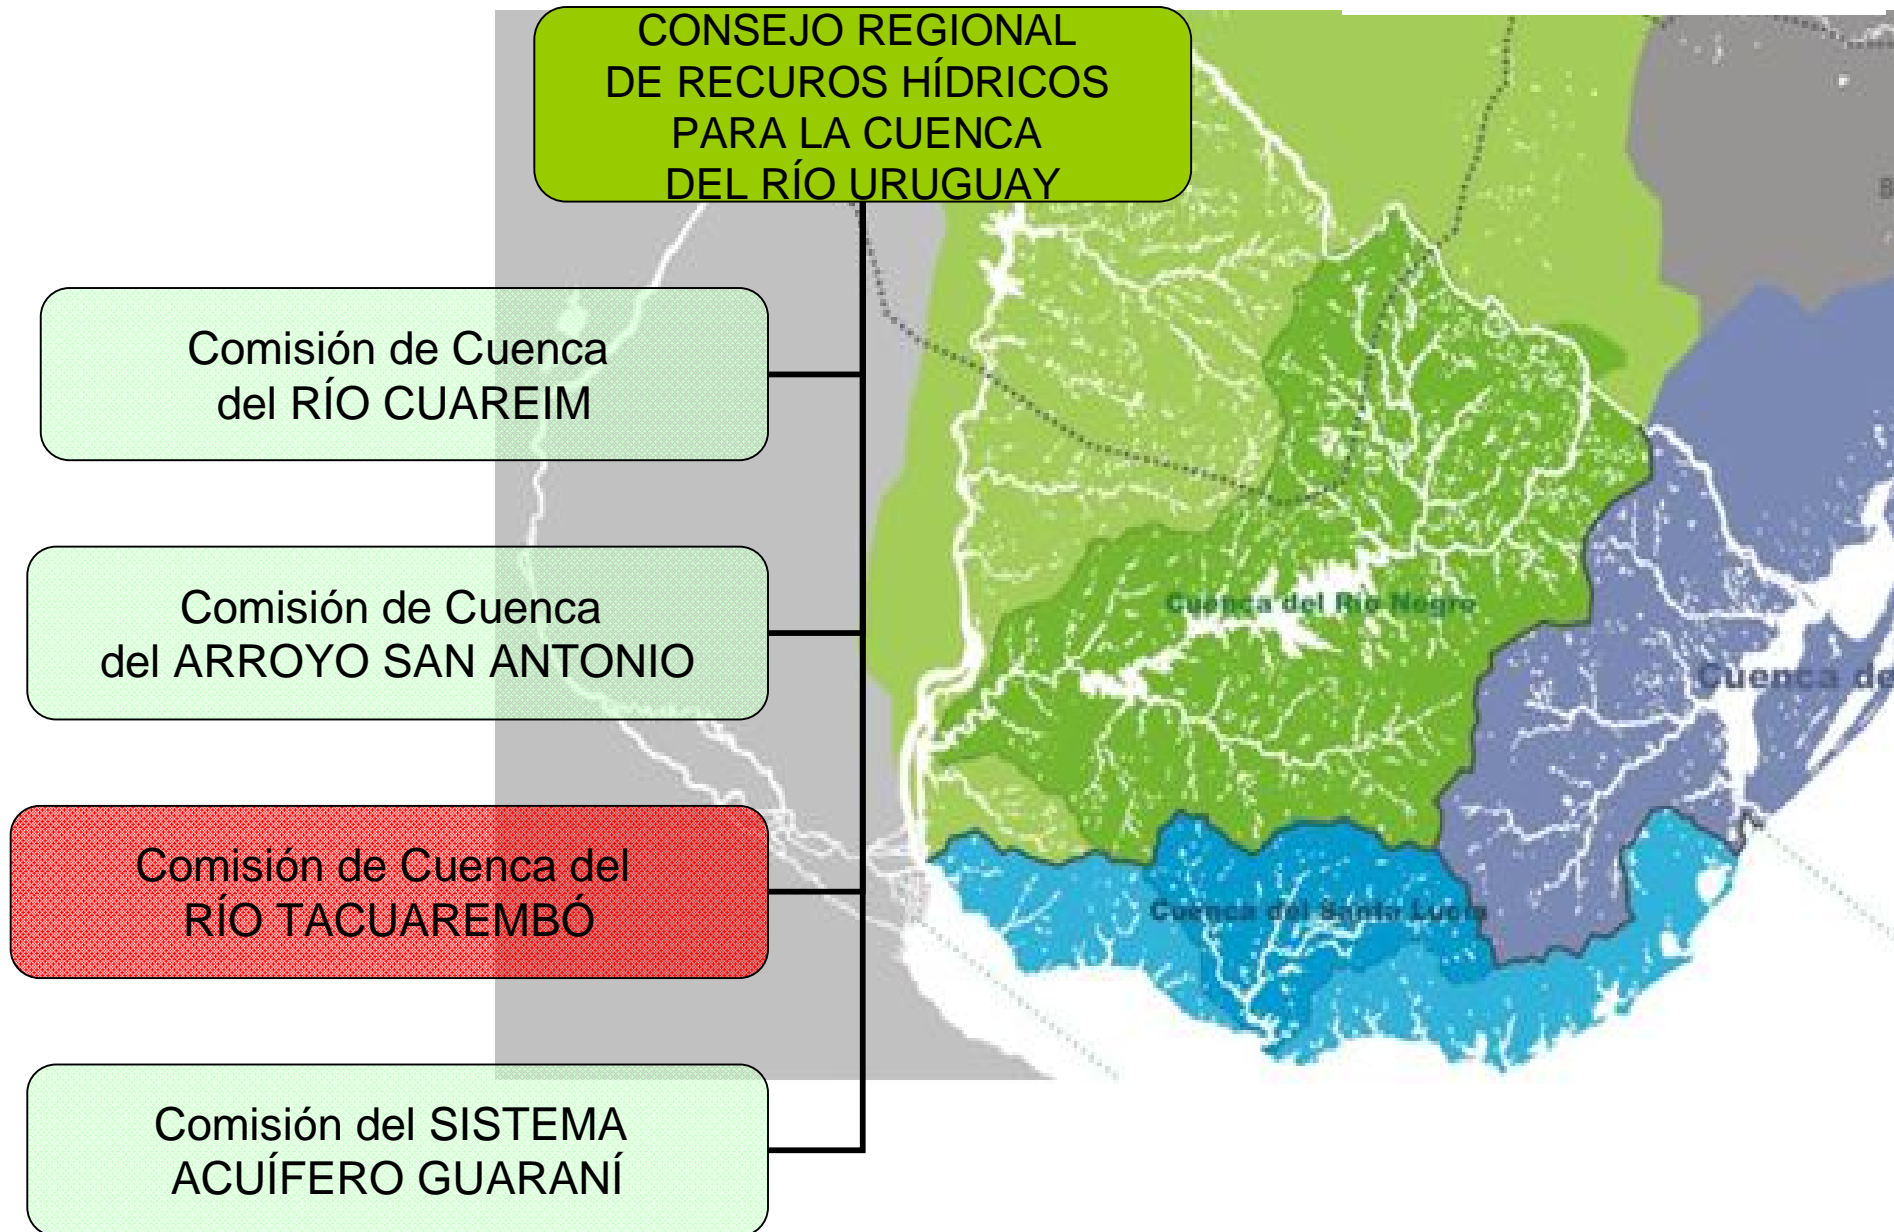 CONSEJO REGIONAL
DE RECUROS HÍDRICOS
PARA LA CUENCA
DEL RÍO URUGUAY
Comisión de Cuenca
del RÍO CUAREIM
Comisión de Cuenca
del ARROYO SAN ANTONIO
Comisión de Cuenca del
RÍO TACUAREMBÓ
Comisión del SISTEMA
ACUÍFERO GUARANÍ
Cuenca del Río Negro
Cuenca de
Cuenca del Santa Lucía